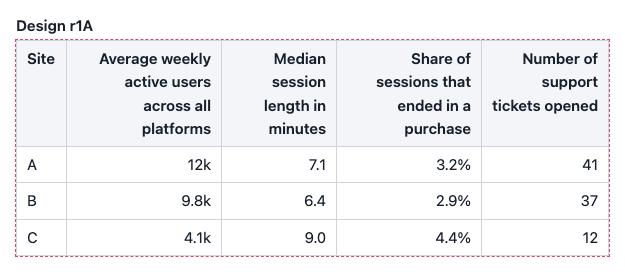 Design r1A
Site
Average weekly
active users
across all
platforms
Median
session
length in
minutes
Share of
sessions that
ended in a
purchase
Number of
support
tickets opened
A 12k 7.1 3.2% 41
B 9.8k 6.4 2.9% 37
C 4.1k 9.0 4.4% 12